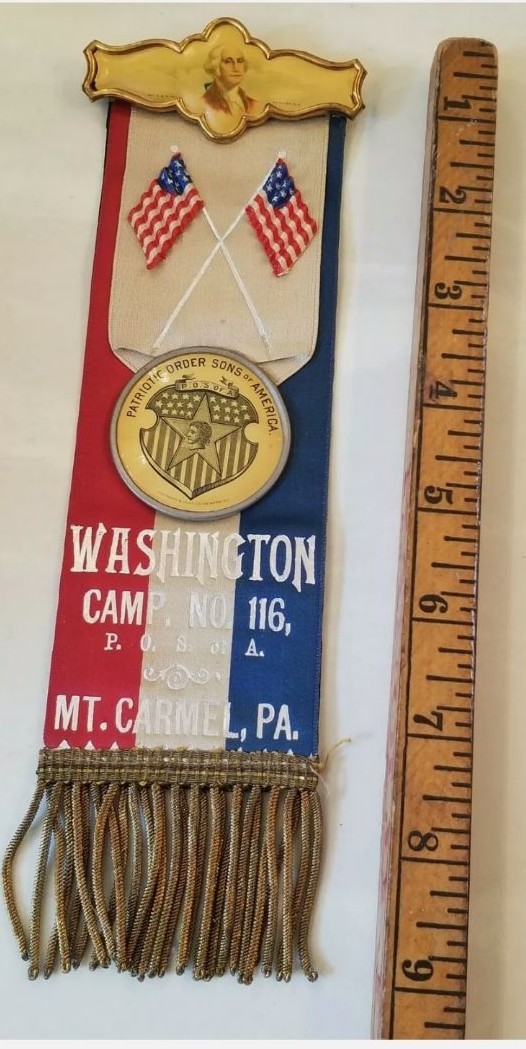 PATRIOTIC ORDER SONS OF AMERICA.
P.O.S OF A
WASHINGTON
CAMP. NO. 116,
P. O. S. of A.
MT. CARMEL, PA.
1
2
3
4
5
6
7
8
9